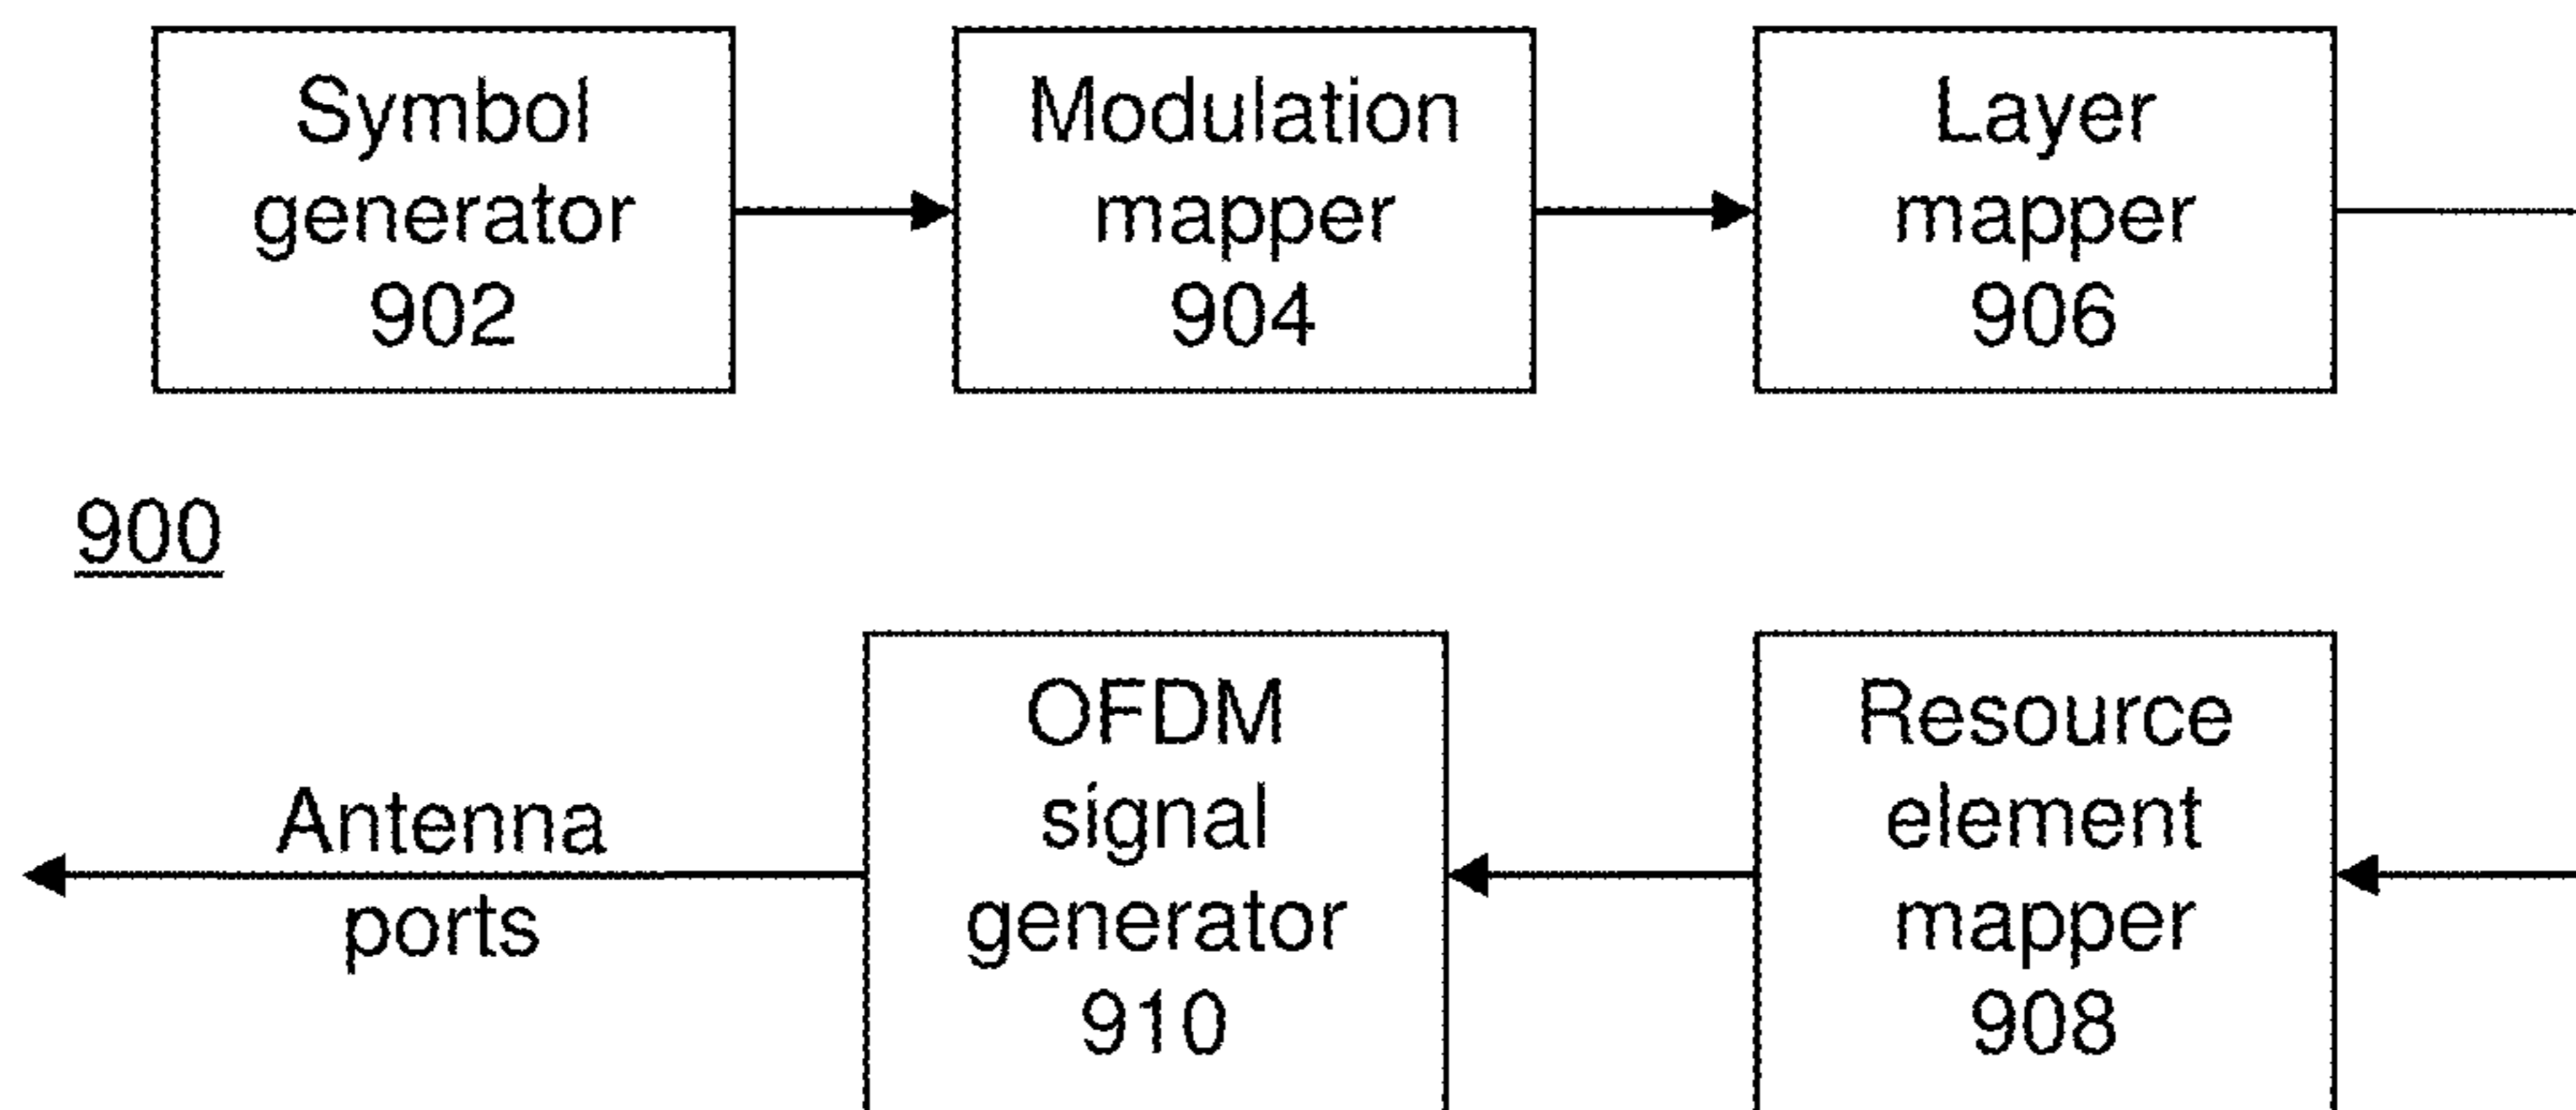 Symbol
generator
902
Modulation
mapper
904
Layer
mapper
906
900
Antenna
ports
OFDM
signal
generator
910
Resource
element
mapper
908